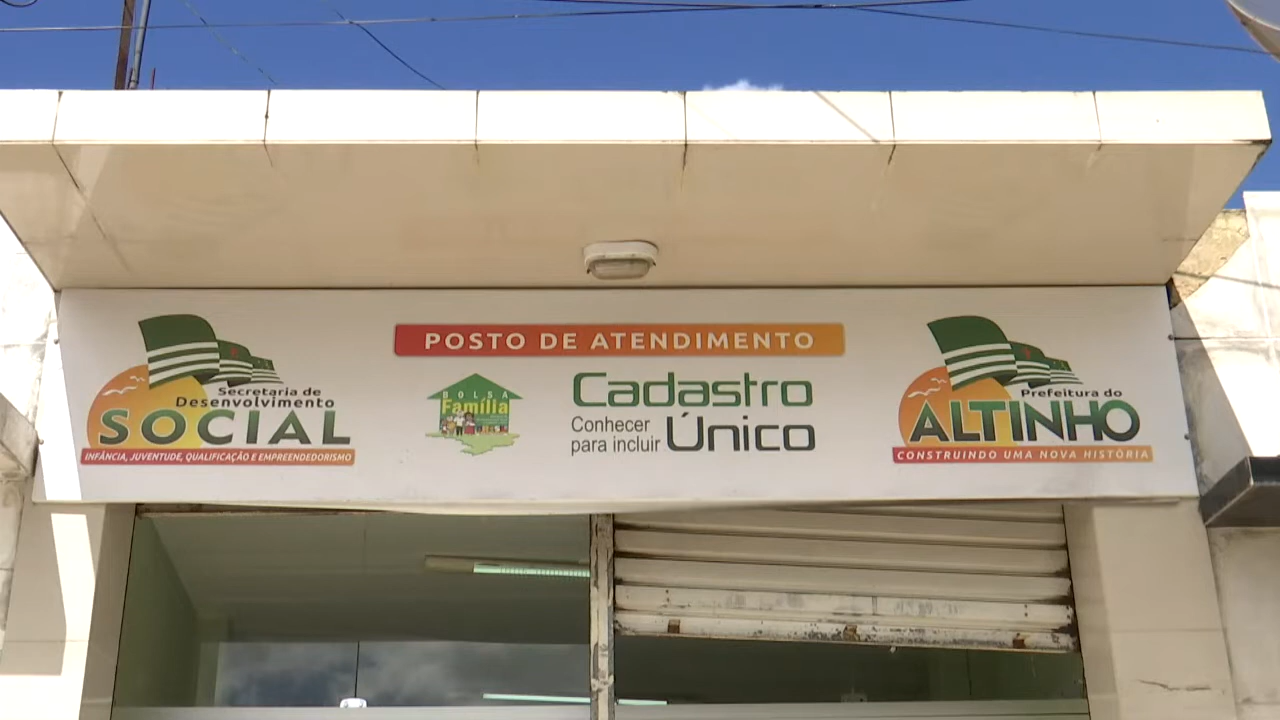 Secretaria de
Desenvolvimento
SOCIAL
INFÂNCIA, JUVENTUDE, QUALIFICAÇÃO E EMPREENDEDORISMO
POSTO DE ATENDIMENTO
BOLSA
Família
Cadastro
Único
Conhecer
para incluir
Prefeitura do
ALTINHO
CONSTRUINDO UMA NOVA HISTÓRIA